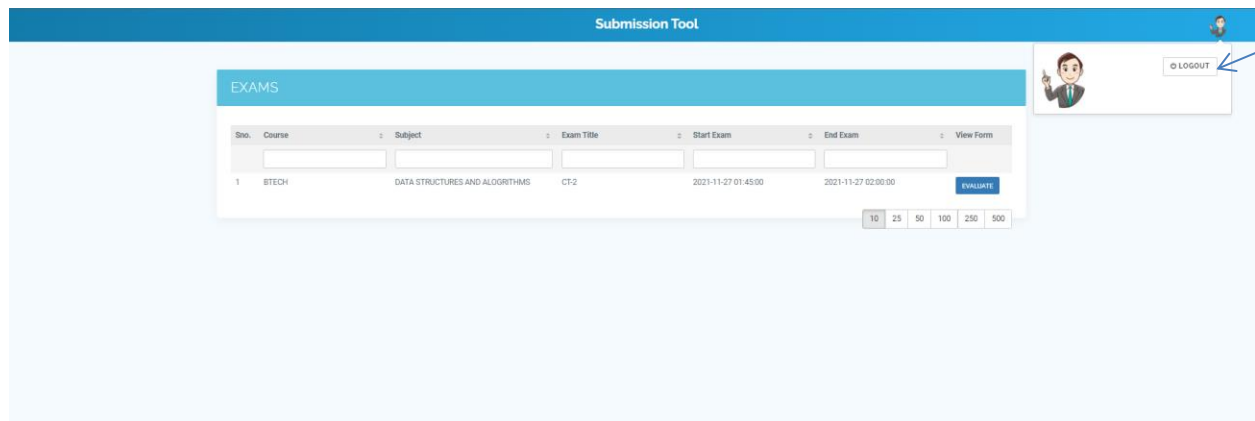 Submission Tool
LOGOUT
EXAMS
Sno. Course Subject Exam Title Start Exam End Exam View Form
1 BTECH DATA STRUCTURES AND ALOGRITHMS CT-2 2021-11-27 01:45:00 2021-11-27 02:00:00 EVALUATE
10 25 50 100 250 500